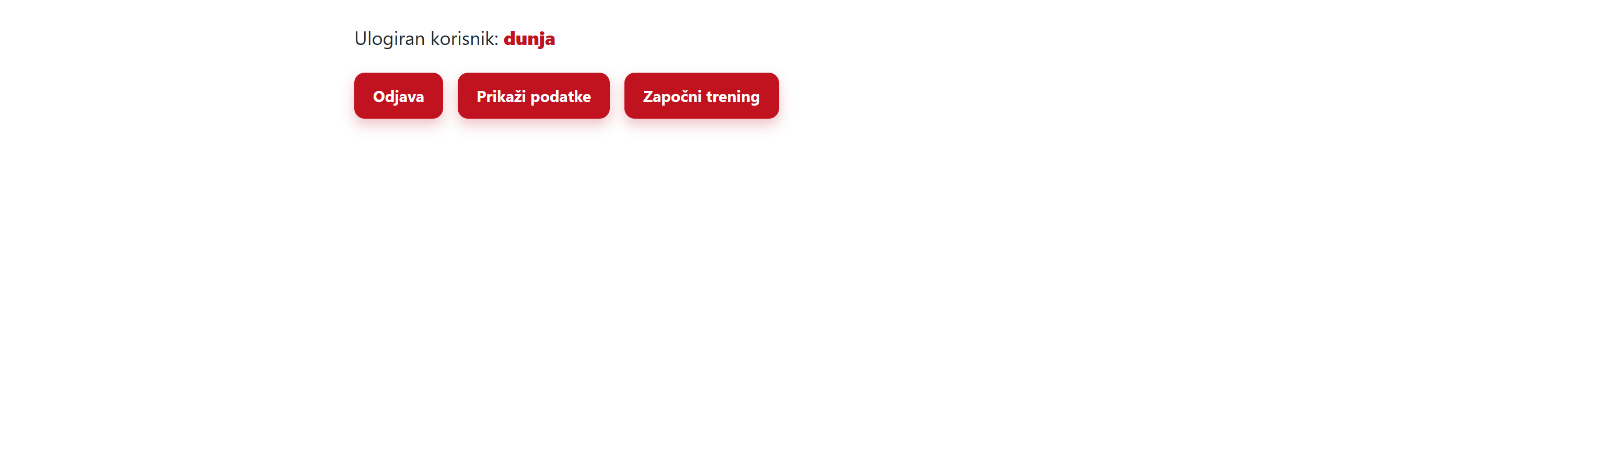 Ulogiran korisnik: dunja
Odjava Prikaži podatke Započni trening